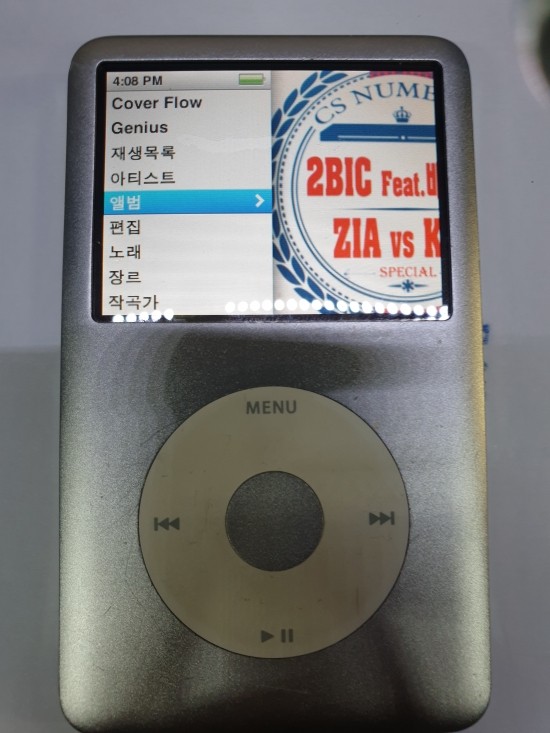 4:08 PM
Cover Flow
Genius
재생목록
아티스트
앨범
편집
노래
장르
작곡가
CS NUMBE
2BIC Feat.
ZIA vs K
SPECIAL
MENU